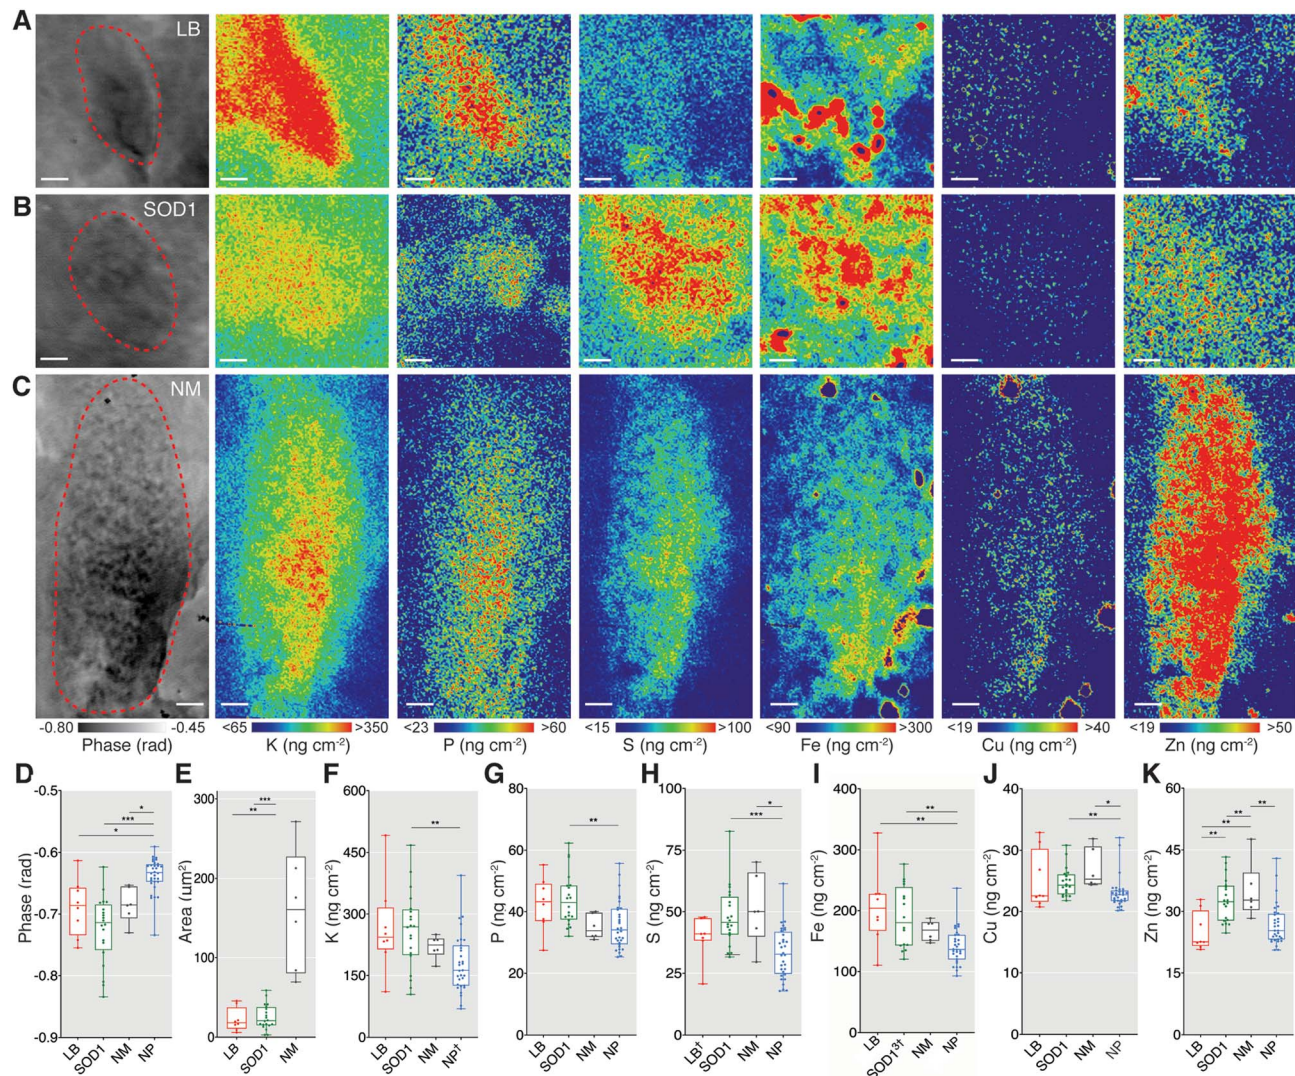 A LB
B SOD1
C NM
-0.80 -0.45 <65 >350 <23 >60 <15 >100 <90 >300 <19 >40 <19 >50
Phase (rad) K (ng cm⁻²) P (ng cm⁻²) S (ng cm⁻²) Fe (ng cm⁻²) Cu (ng cm⁻²) Zn (ng cm⁻²)
D
Phase (rad)
-0.5
-0.6
-0.7
-0.8
-0.9
*
***
*
LB SOD1 NM NP
E
Area (μm²)
300
200
100
0
***
**
LB SOD1 NM
F
K (ng cm⁻²)
600
450
300
150
0
**
LB SOD1 NM NP†
G
P (ng cm⁻²)
80
60
40
20
0
**
LB SOD1 NM NP
H
S (ng cm⁻²)
100
75
50
25
0
*
***
LB† SOD1 NM NP
I
Fe (ng cm⁻²)
400
300
200
100
0
**
**
LB SOD1³† NM NP
J
Cu (ng cm⁻²)
40
30
20
10
0
*
**
LB SOD1 NM NP
K
Zn (ng cm⁻²)
60
45
30
15
0
**
** **
**
LB SOD1 NM NP